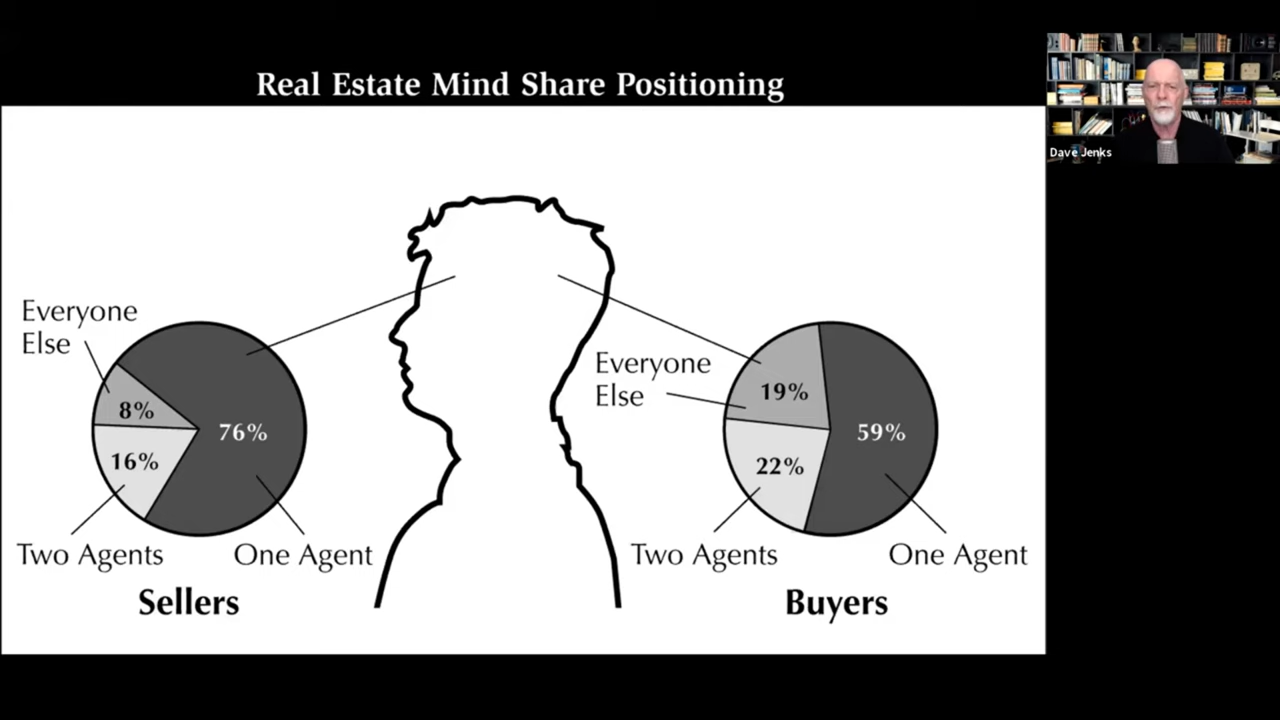 Real Estate Mind Share Positioning
Dave Jenks
Everyone
Else
8%
76%
16%
Two Agents
One Agent
Sellers
Everyone
Else
19%
59%
22%
Two Agents
One Agent
Buyers